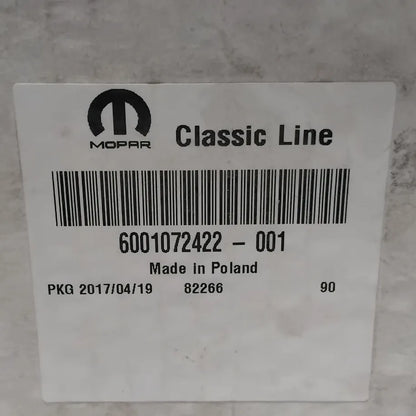 MOPAR
Classic Line
6001072422 - 001
Made in Poland
PKG 2017/04/19 82266 90